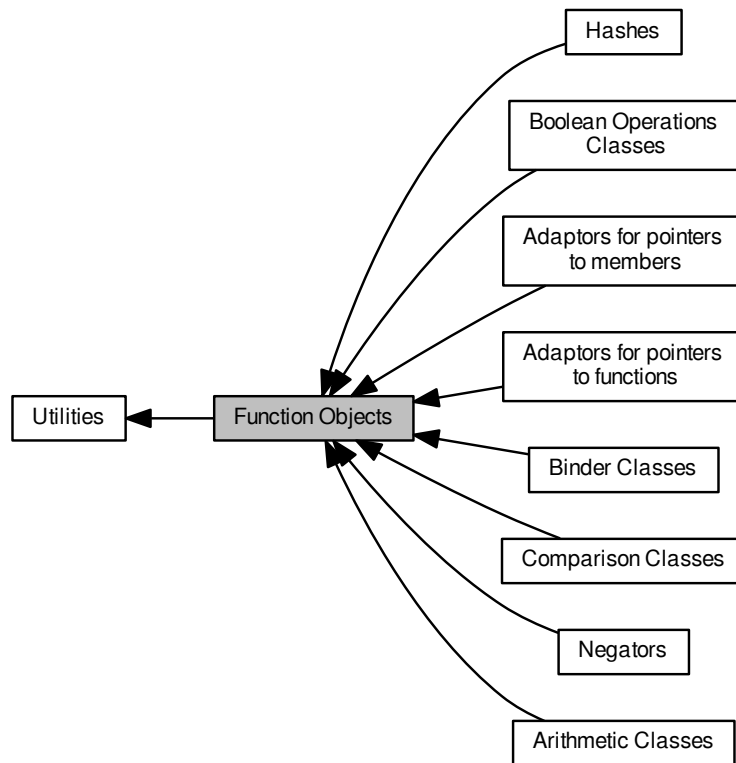 Hashes
Boolean Operations
Classes
Adaptors for pointers
to members
Adaptors for pointers
to functions
Utilities
Function Objects
Binder Classes
Comparison Classes
Negators
Arithmetic Classes